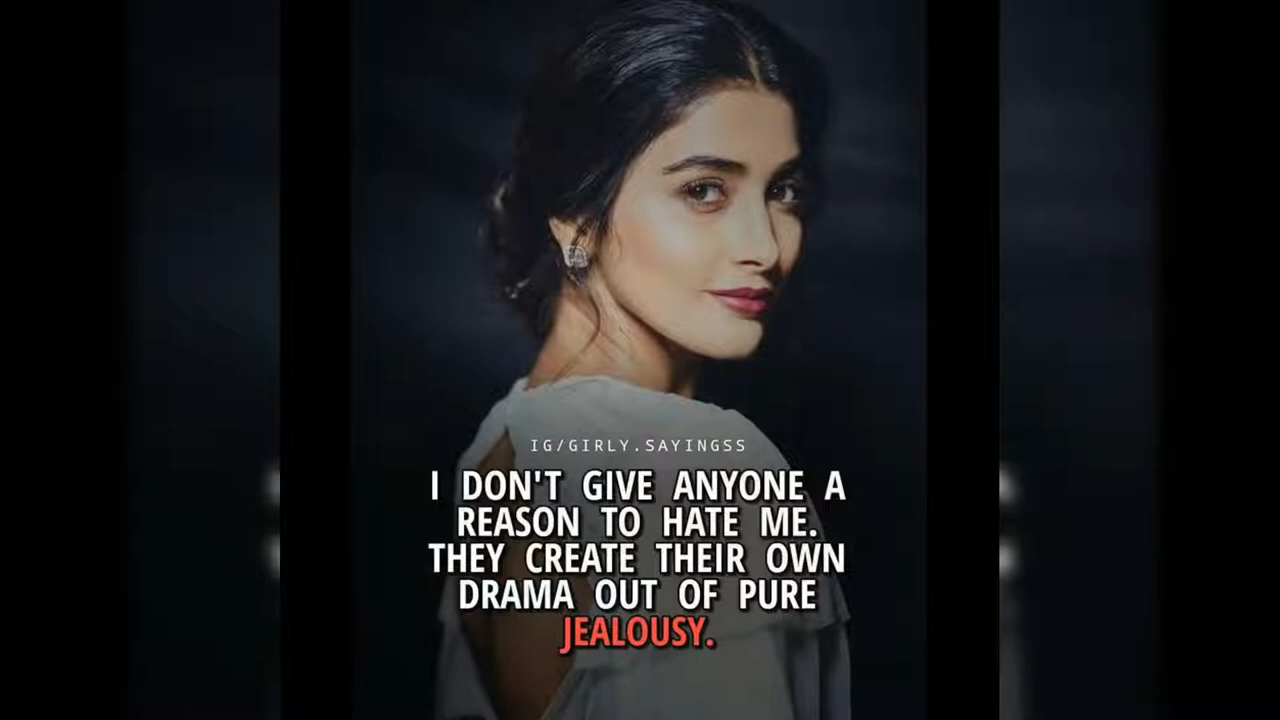 IG/GIRLY.SAYINGSS
I DON'T GIVE ANYONE A
REASON TO HATE ME.
THEY CREATE THEIR OWN
DRAMA OUT OF PURE
JEALOUSY.